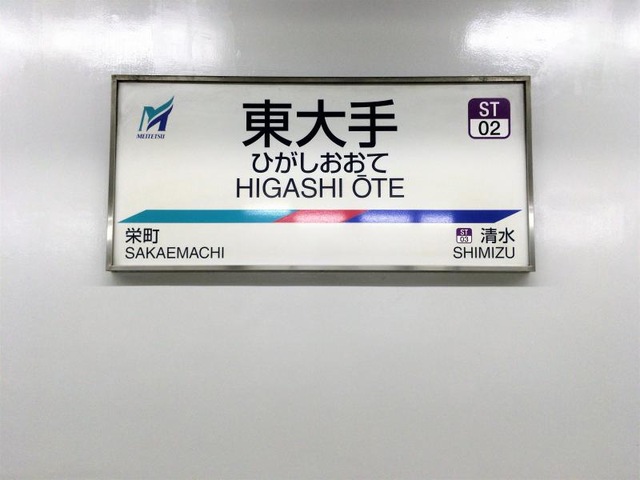 MEITETSU
東大手
ひがしおおて
HIGASHI ŌTE
ST
02
栄町
SAKAEMACHI
ST
03
清水
SHIMIZU